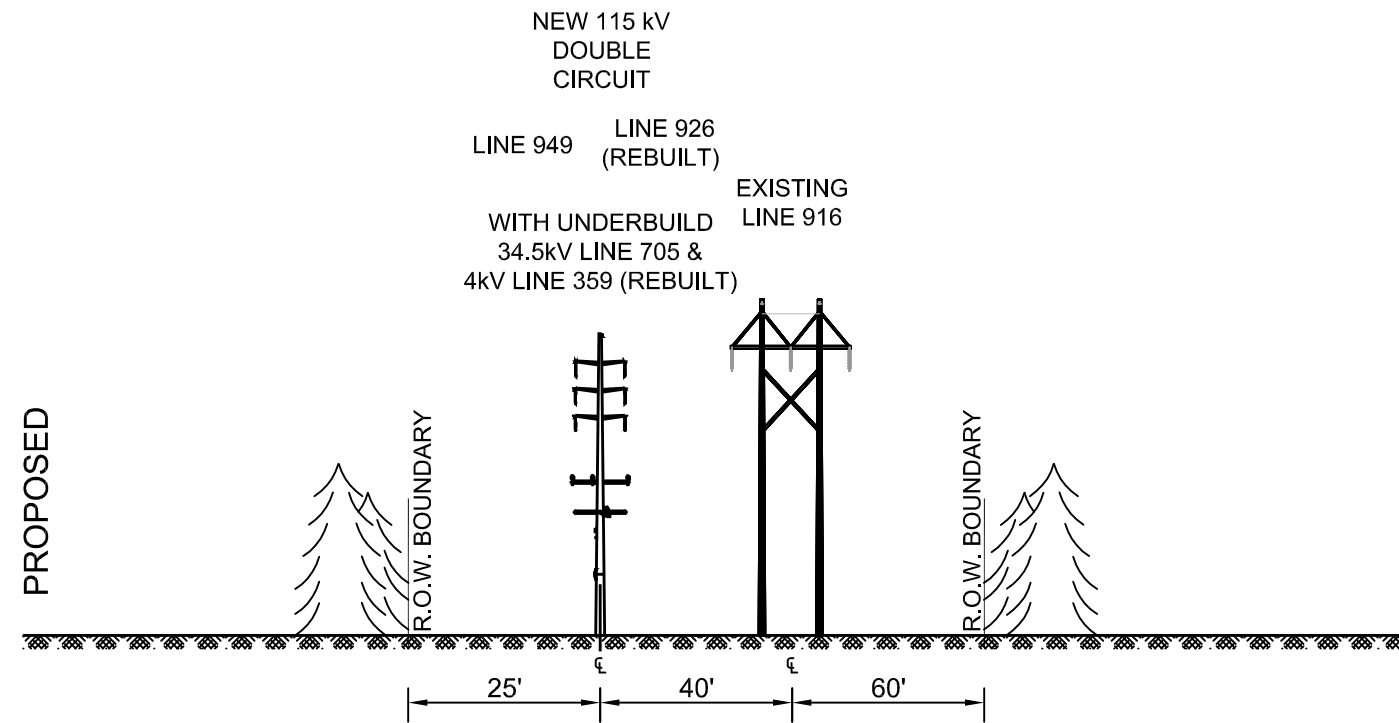 NEW 115 kV
DOUBLE
CIRCUIT
LINE 949
LINE 926
(REBUILT)
EXISTING
LINE 916
WITH UNDERBUILD
34.5kV LINE 705 &
4kV LINE 359 (REBUILT)
PROPOSED
R.O.W. BOUNDARY
R.O.W. BOUNDARY
℄
℄
25'
40'
60'